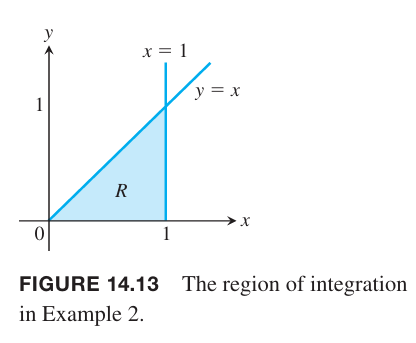 y
x = 1
y = x
1
R
x
0
1
FIGURE 14.13 The region of integration
in Example 2.